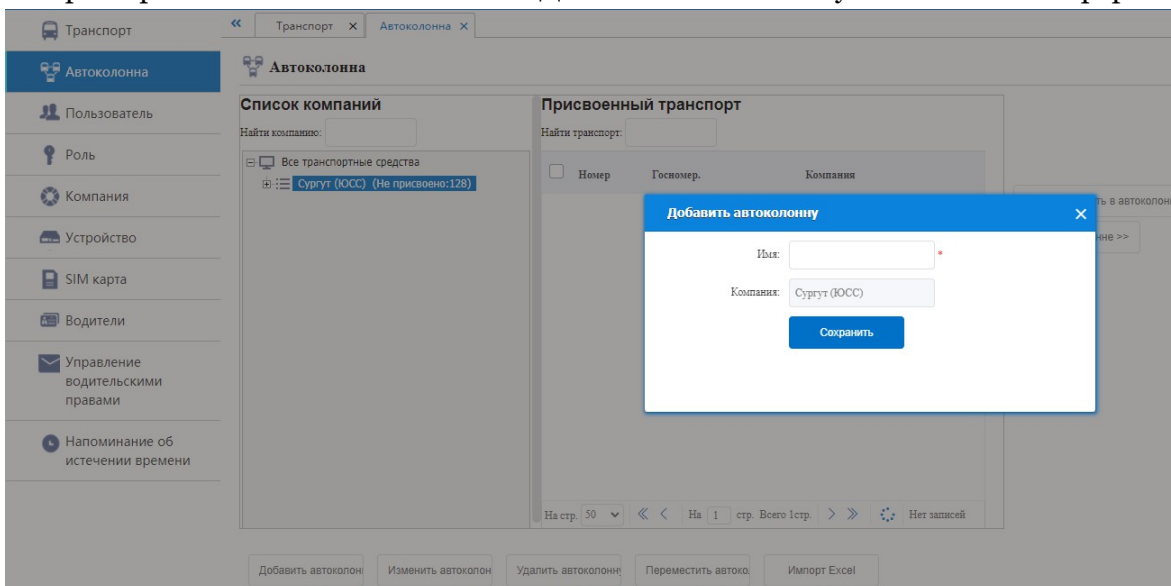 Транспорт
Автоколонна
Пользователь
Роль
Компания
Устройство
SIM карта
Водители
Управление
водительскими
правами
Напоминание об
истечении времени
Транспорт Автоколонна
Автоколонна
Список компаний
Найти компанию:
Все транспортные средства
Сургут (ЮСС) (Не присвоено:128)
Присвоенный транспорт
Найти транспорт:
Номер Госномер. Компания
Добавить автоколонну
Имя: *
Компания: Сургут (ЮСС)
Сохранить
ть в автоколон
нне >>
На стр. 50 На 1 стр. Всего 1стр. Нет записей
Добавить автоколон Изменить автоколон Удалить автоколонну Переместить автоко. Импорт Excel